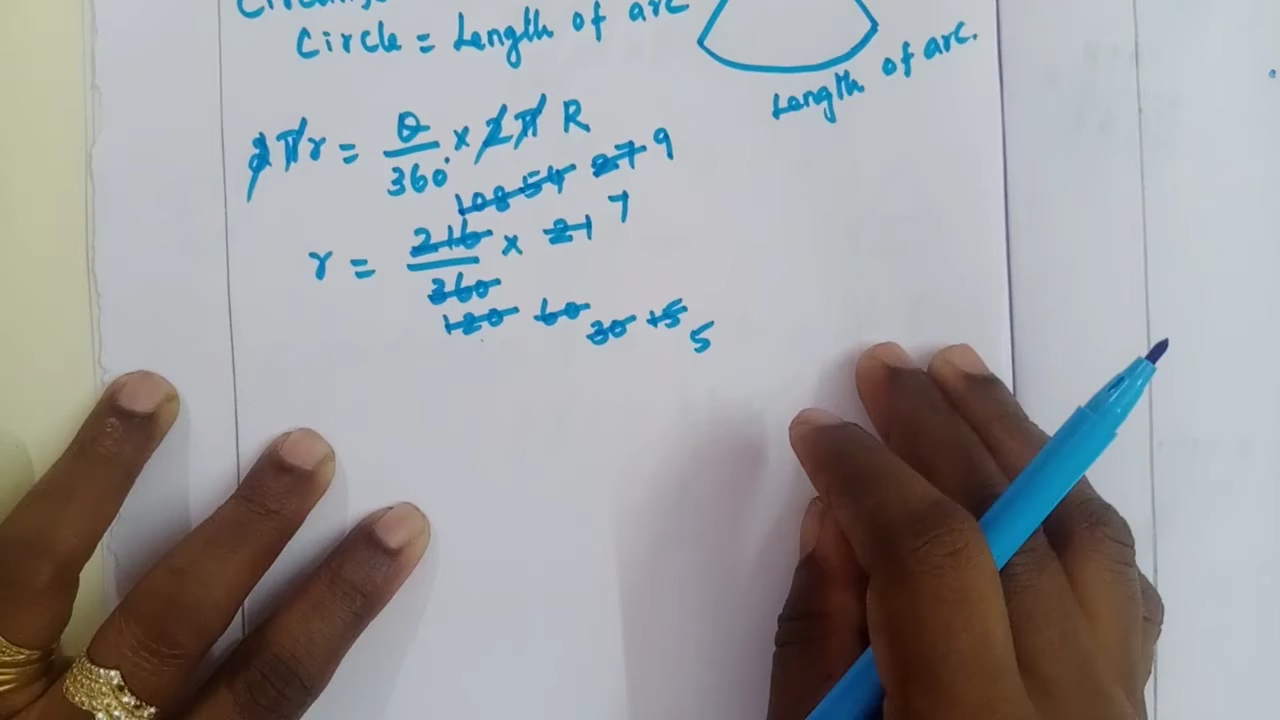 Circle = Length of arc
Length of arc.
2πr = θ/360° × 2π R
108 54 27 9
r = 216/360 × 21 7
120 60 30 15 5